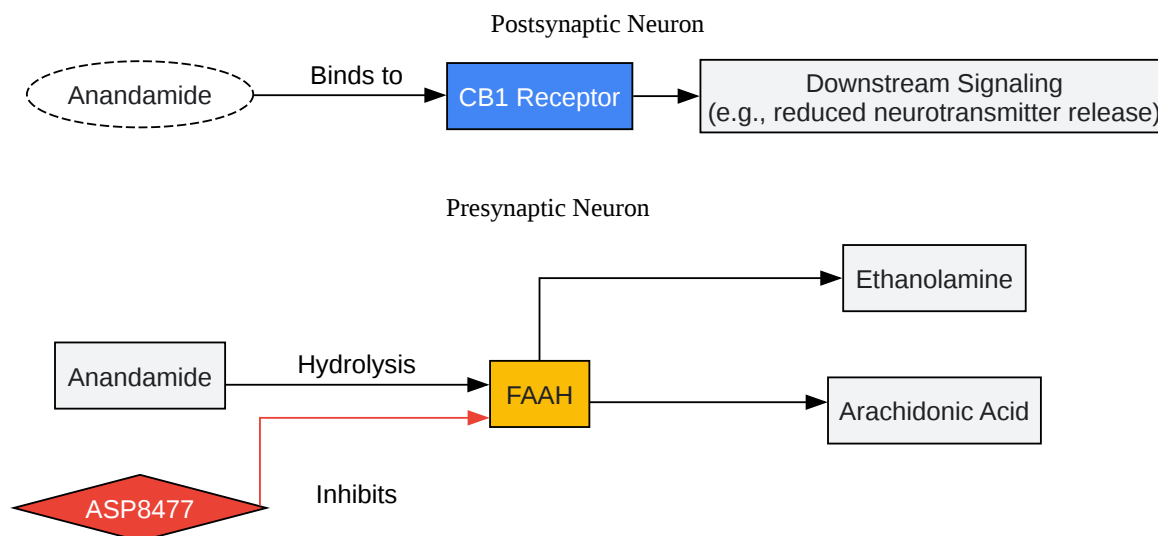 Postsynaptic Neuron
Anandamide
Binds to
CB1 Receptor
Downstream Signaling
(e.g., reduced neurotransmitter release)
Presynaptic Neuron
Ethanolamine
Anandamide
Hydrolysis
FAAH
Arachidonic Acid
ASP8477
Inhibits